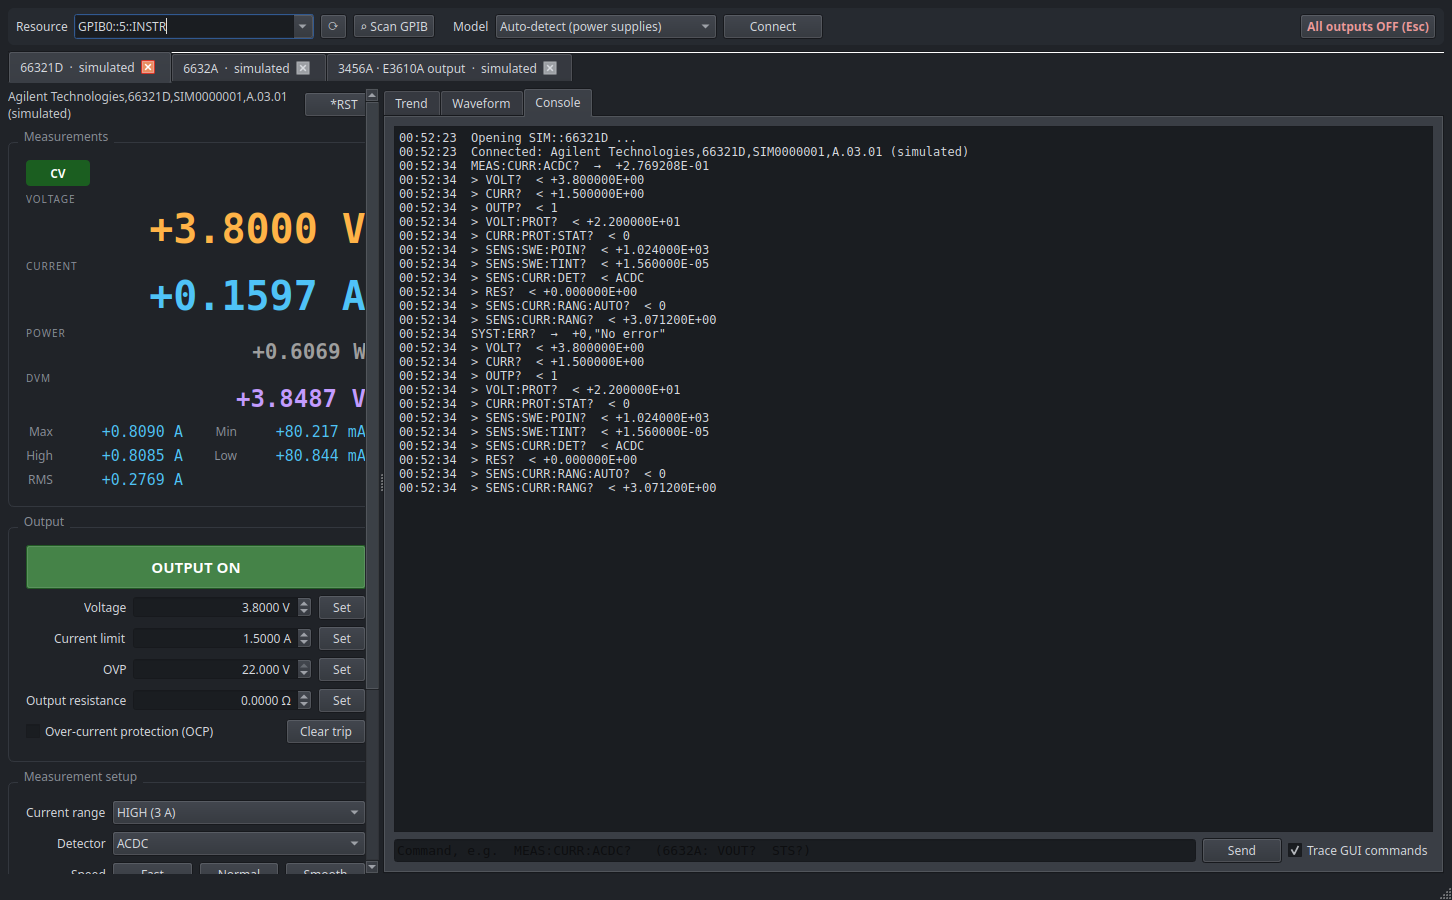 Resource GPIB0::5::INSTR ⟳ ⌕ Scan GPIB Model Auto-detect (power supplies) Connect All outputs OFF (Esc)
66321D · simulated 6632A · simulated 3456A · E3610A output · simulated
Agilent Technologies,66321D,SIM0000001,A.03.01
(simulated)
*RST
Measurements
CV
VOLTAGE
+3.8000 V
CURRENT
+0.1597 A
POWER
+0.6069 W
DVM
+3.8487 V
Max +0.8090 A Min +80.217 mA
High +0.8085 A Low +80.844 mA
RMS +0.2769 A
Output
OUTPUT ON
Voltage 3.8000 V Set
Current limit 1.5000 A Set
OVP 22.000 V Set
Output resistance 0.0000 Ω Set
Over-current protection (OCP) Clear trip
Measurement setup
Current range HIGH (3 A)
Detector ACDC
Speed Fast Normal Smooth
Trend Waveform Console
00:52:23 Opening SIM::66321D ...
00:52:23 Connected: Agilent Technologies,66321D,SIM0000001,A.03.01 (simulated)
00:52:34 MEAS:CURR:ACDC? → +2.769208E-01
00:52:34 > VOLT? < +3.800000E+00
00:52:34 > CURR? < +1.500000E+00
00:52:34 > OUTP? < 1
00:52:34 > VOLT:PROT? < +2.200000E+01
00:52:34 > CURR:PROT:STAT? < 0
00:52:34 > SENS:SWE:POIN? < +1.024000E+03
00:52:34 > SENS:SWE:TINT? < +1.560000E-05
00:52:34 > SENS:CURR:DET? < ACDC
00:52:34 > RES? < +0.000000E+00
00:52:34 > SENS:CURR:RANG:AUTO? < 0
00:52:34 > SENS:CURR:RANG? < +3.071200E+00
00:52:34 SYST:ERR? → +0,"No error"
00:52:34 > VOLT? < +3.800000E+00
00:52:34 > CURR? < +1.500000E+00
00:52:34 > OUTP? < 1
00:52:34 > VOLT:PROT? < +2.200000E+01
00:52:34 > CURR:PROT:STAT? < 0
00:52:34 > SENS:SWE:POIN? < +1.024000E+03
00:52:34 > SENS:SWE:TINT? < +1.560000E-05
00:52:34 > SENS:CURR:DET? < ACDC
00:52:34 > RES? < +0.000000E+00
00:52:34 > SENS:CURR:RANG:AUTO? < 0
00:52:34 > SENS:CURR:RANG? < +3.071200E+00
Command, e.g. MEAS:CURR:ACDC? (6632A: VOUT? STS?)
Send Trace GUI commands